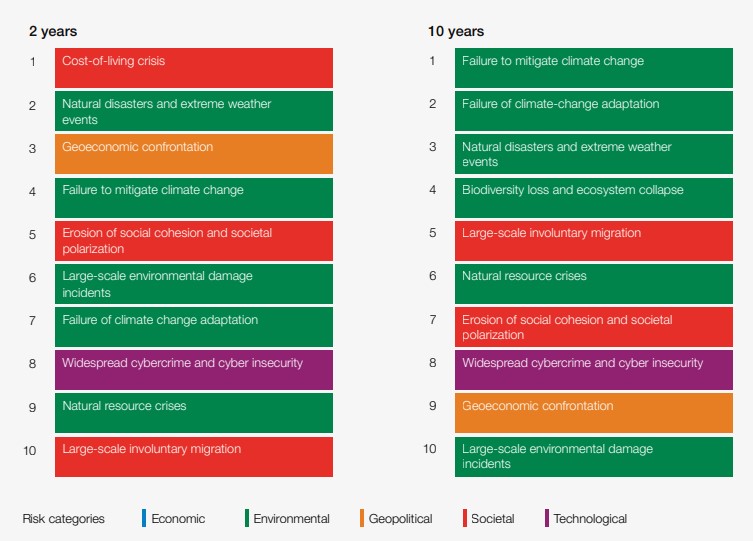 2 years
1 Cost-of-living crisis
2 Natural disasters and extreme weather
events
3 Geoeconomic confrontation
4 Failure to mitigate climate change
5 Erosion of social cohesion and societal
polarization
6 Large-scale environmental damage
incidents
7 Failure of climate change adaptation
8 Widespread cybercrime and cyber insecurity
9 Natural resource crises
10 Large-scale involuntary migration
10 years
1 Failure to mitigate climate change
2 Failure of climate-change adaptation
3 Natural disasters and extreme weather
events
4 Biodiversity loss and ecosystem collapse
5 Large-scale involuntary migration
6 Natural resource crises
7 Erosion of social cohesion and societal
polarization
8 Widespread cybercrime and cyber insecurity
9 Geoeconomic confrontation
10 Large-scale environmental damage
incidents
Risk categories Economic Environmental Geopolitical Societal Technological